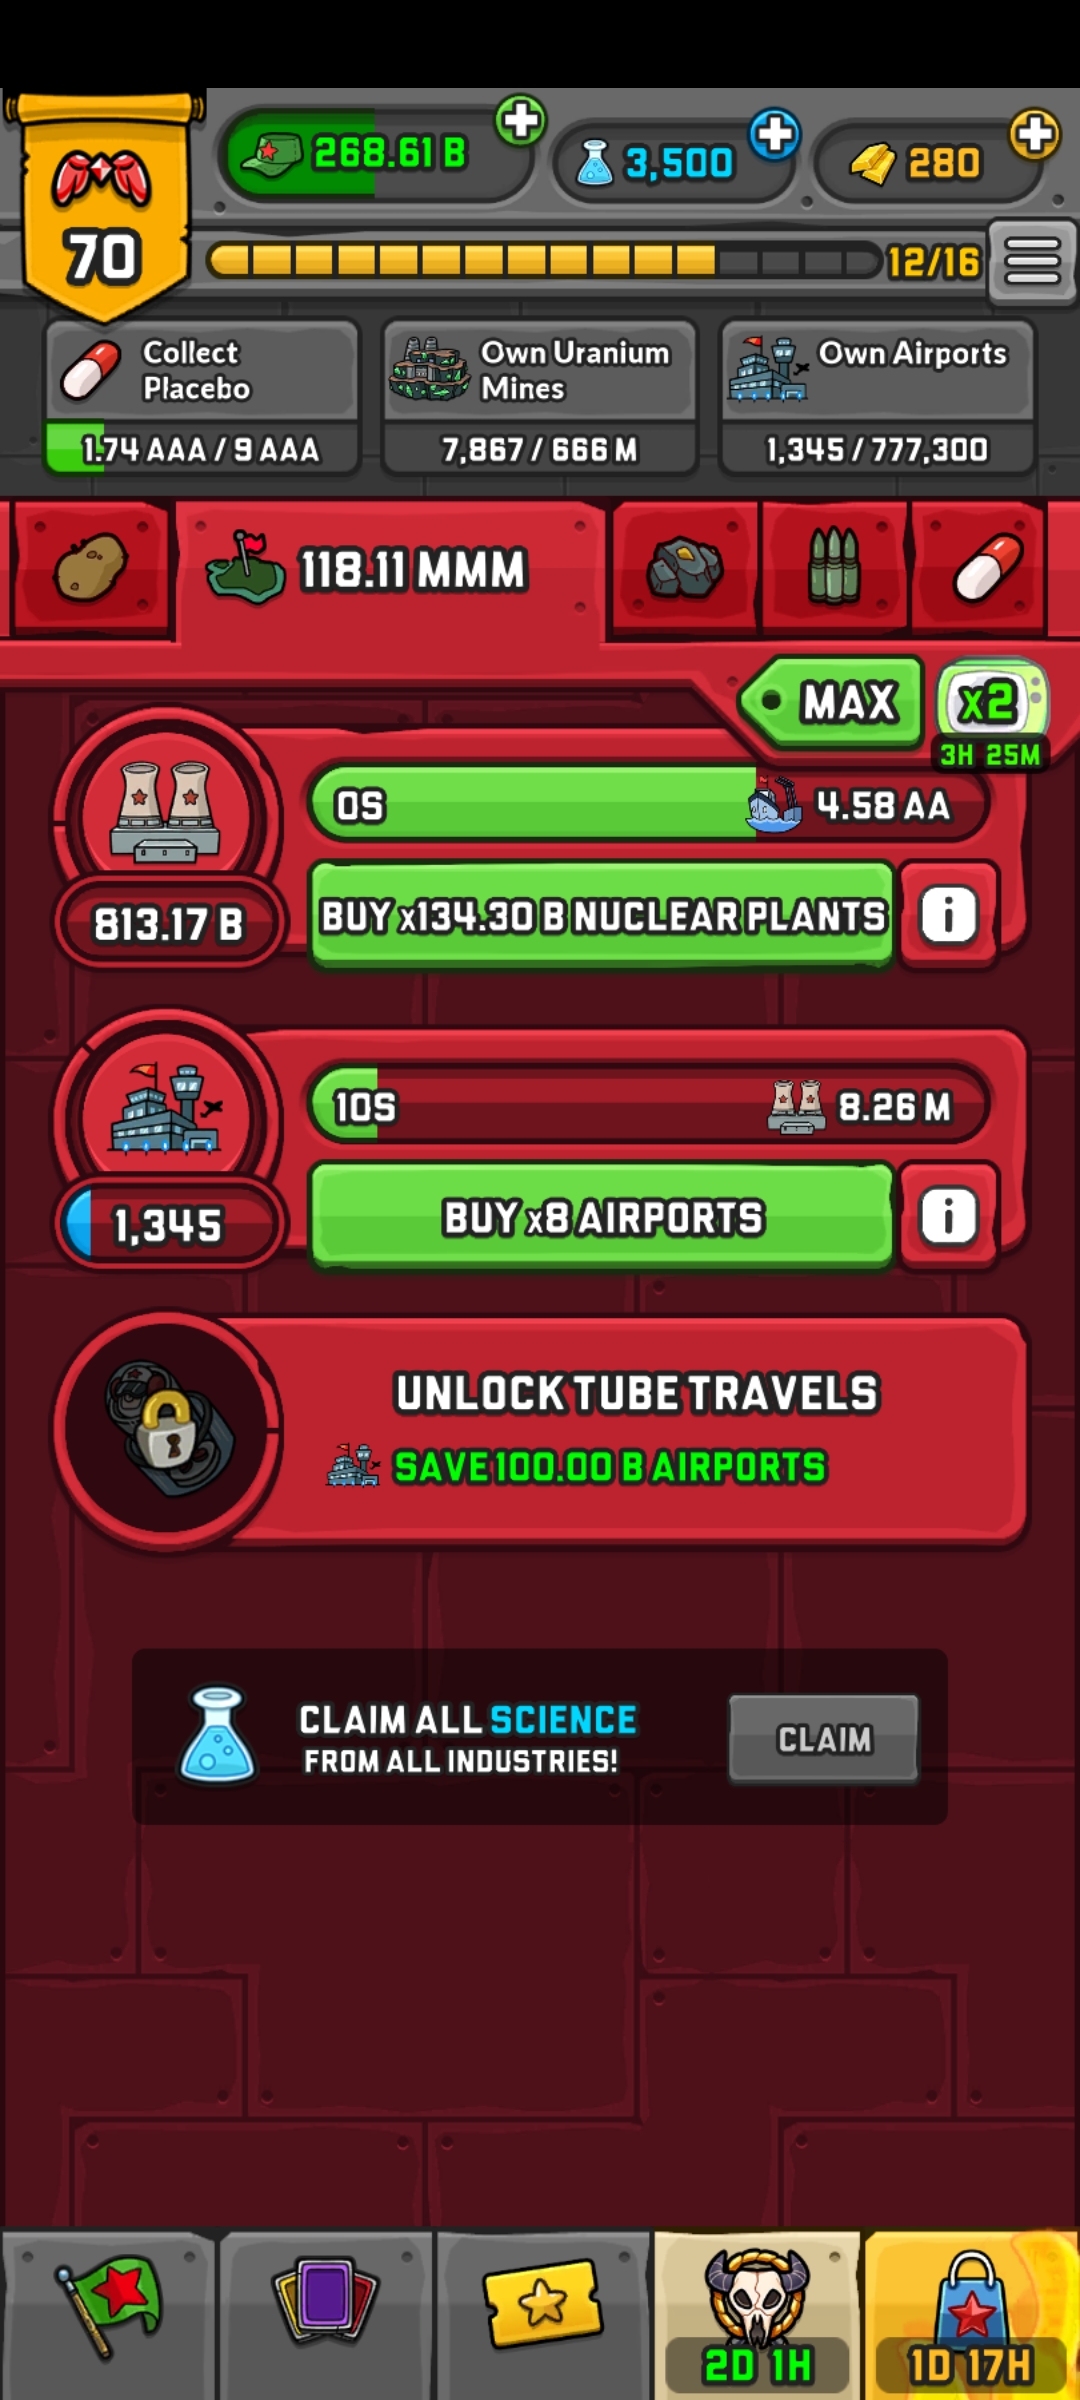 268.61 B
3,500
280
70
12/16
Collect
Placebo
1.74 AAA / 9 AAA
Own Uranium
Mines
7,867 / 666 M
Own Airports
1,345 / 777,300
118.11 MMM
MAX
x2
3H 25M
0S
4.58 AA
813.17 B
BUY x134.30 B NUCLEAR PLANTS
i
10S
8.26 M
1,345
BUY x8 AIRPORTS
i
UNLOCK TUBE TRAVELS
SAVE 100.00 B AIRPORTS
CLAIM ALL SCIENCE
FROM ALL INDUSTRIES!
CLAIM
2D 1H
1D 17H